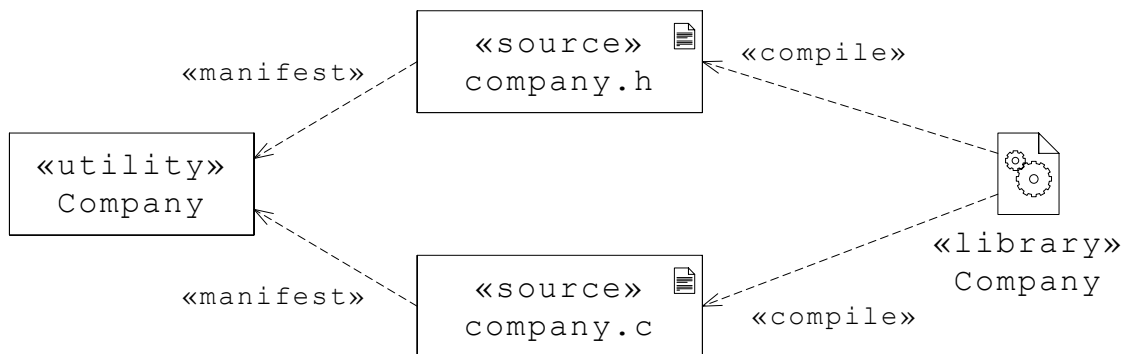 «source»
company.h
«compile»
«manifest»
«utility»
Company
«library»
Company
«source»
company.c
«manifest»
«compile»